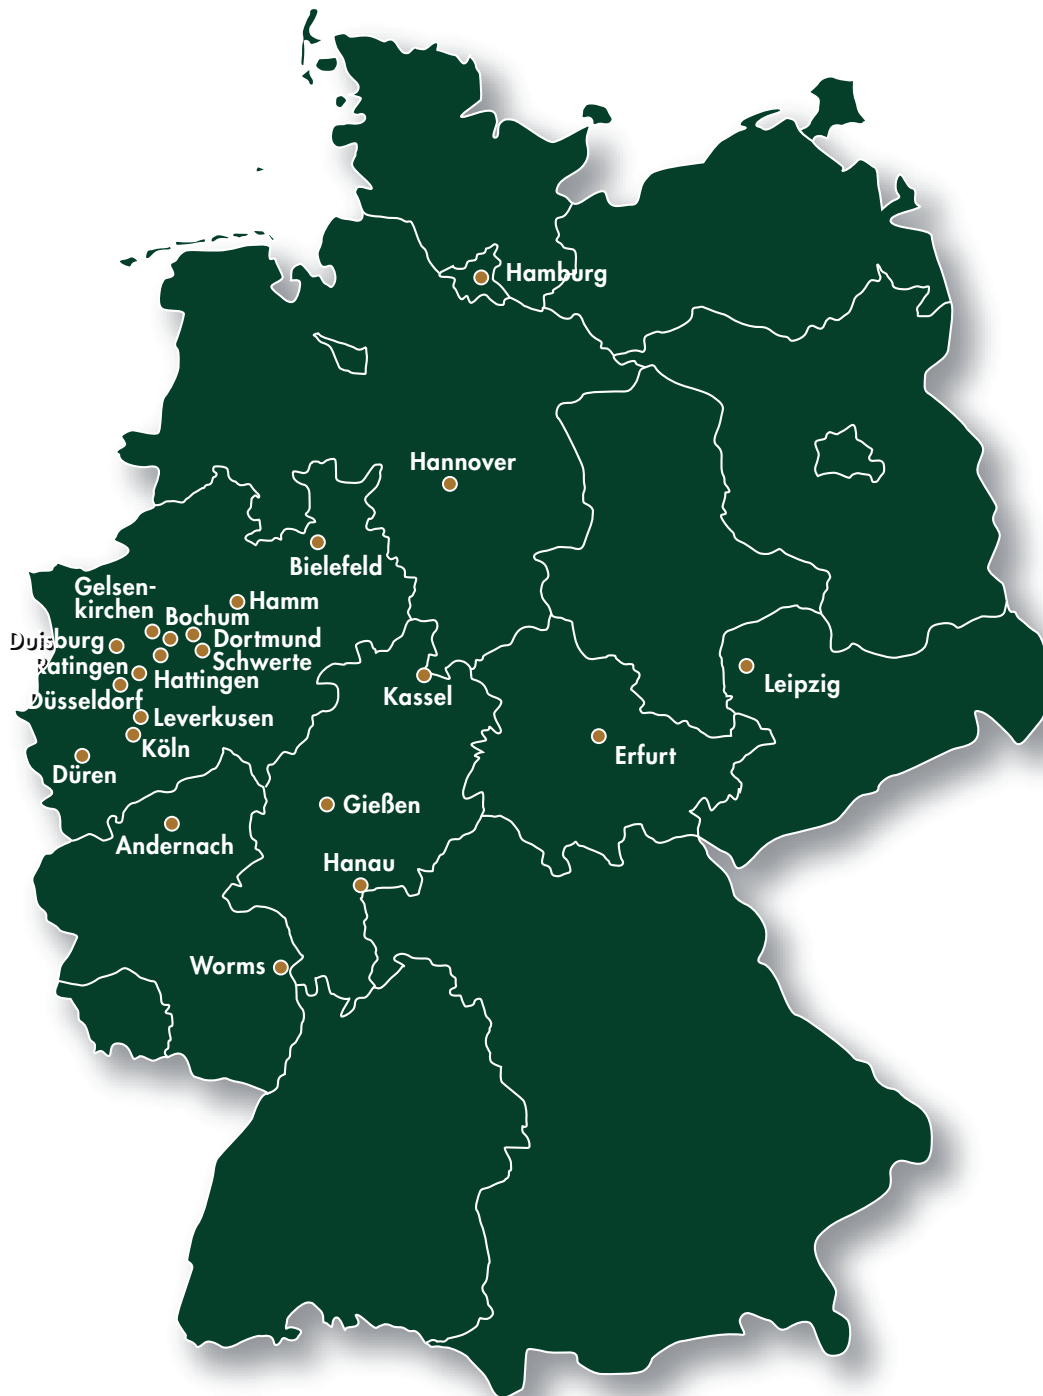 Hamburg
Hannover
Bielefeld
Gelsen-
kirchen
Hamm
Bochum
Duisburg
Dortmund
Ratingen
Schwerte
Hattingen
Düsseldorf
Leverkusen
Köln
Düren
Kassel
Leipzig
Erfurt
Gießen
Andernach
Hanau
Worms